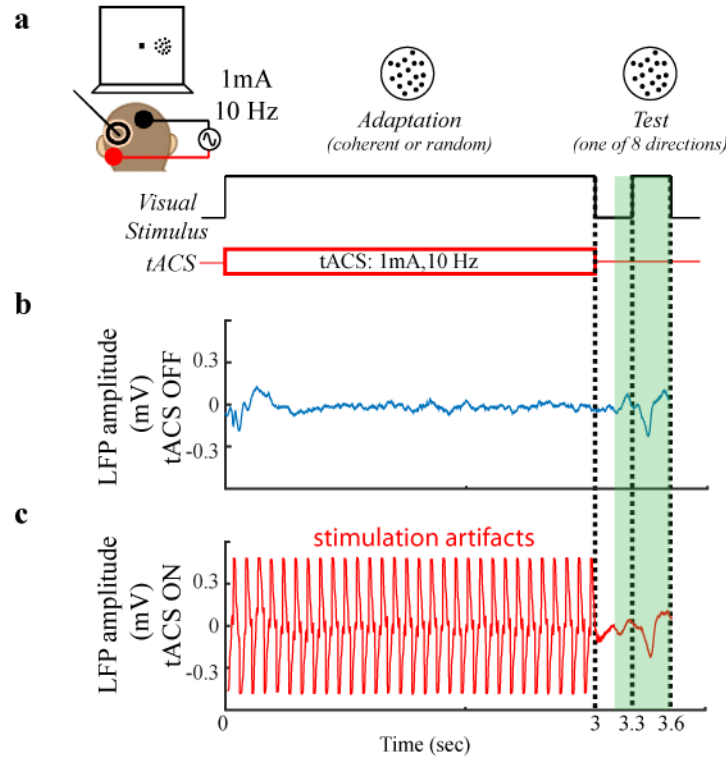 a
1mA
10 Hz
Adaptation
(coherent or random)
Test
(one of 8 directions)
Visual
Stimulus
tACS
tACS: 1mA,10 Hz
b
LFP amplitude
(mV)
tACS OFF
0.3
0
-0.3
c
stimulation artifacts
LFP amplitude
(mV)
tACS ON
0.3
0
-0.3
0
3
3.3
3.6
Time (sec)